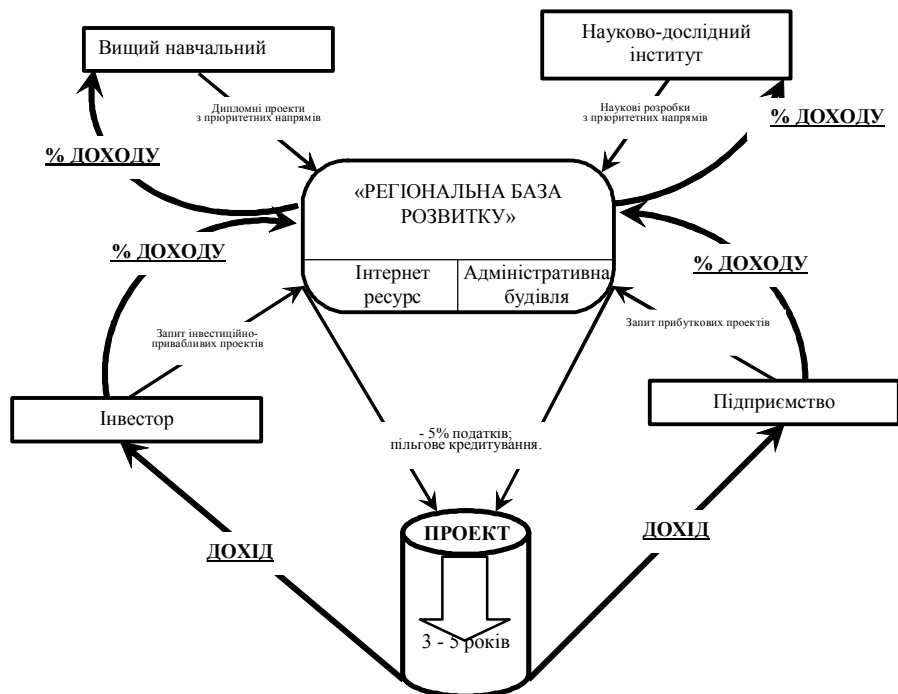 Вищий навчальний
Науково-дослідний
інститут
Дипломні проекти
з пріоритетних напрямів
Наукові розробки
з пріоритетних напрямів
% ДОХОДУ
% ДОХОДУ
«РЕГІОНАЛЬНА БАЗА
РОЗВИТКУ»
% ДОХОДУ
% ДОХОДУ
Інтернет
ресурс
Адміністративна
будівля
Запит інвестиційно-
привабливих проектів
Запит прибуткових проектів
Інвестор
Підприємство
- 5% податків;
пільгове кредитування.
ПРОЕКТ
ДОХІД
ДОХІД
3 - 5 років